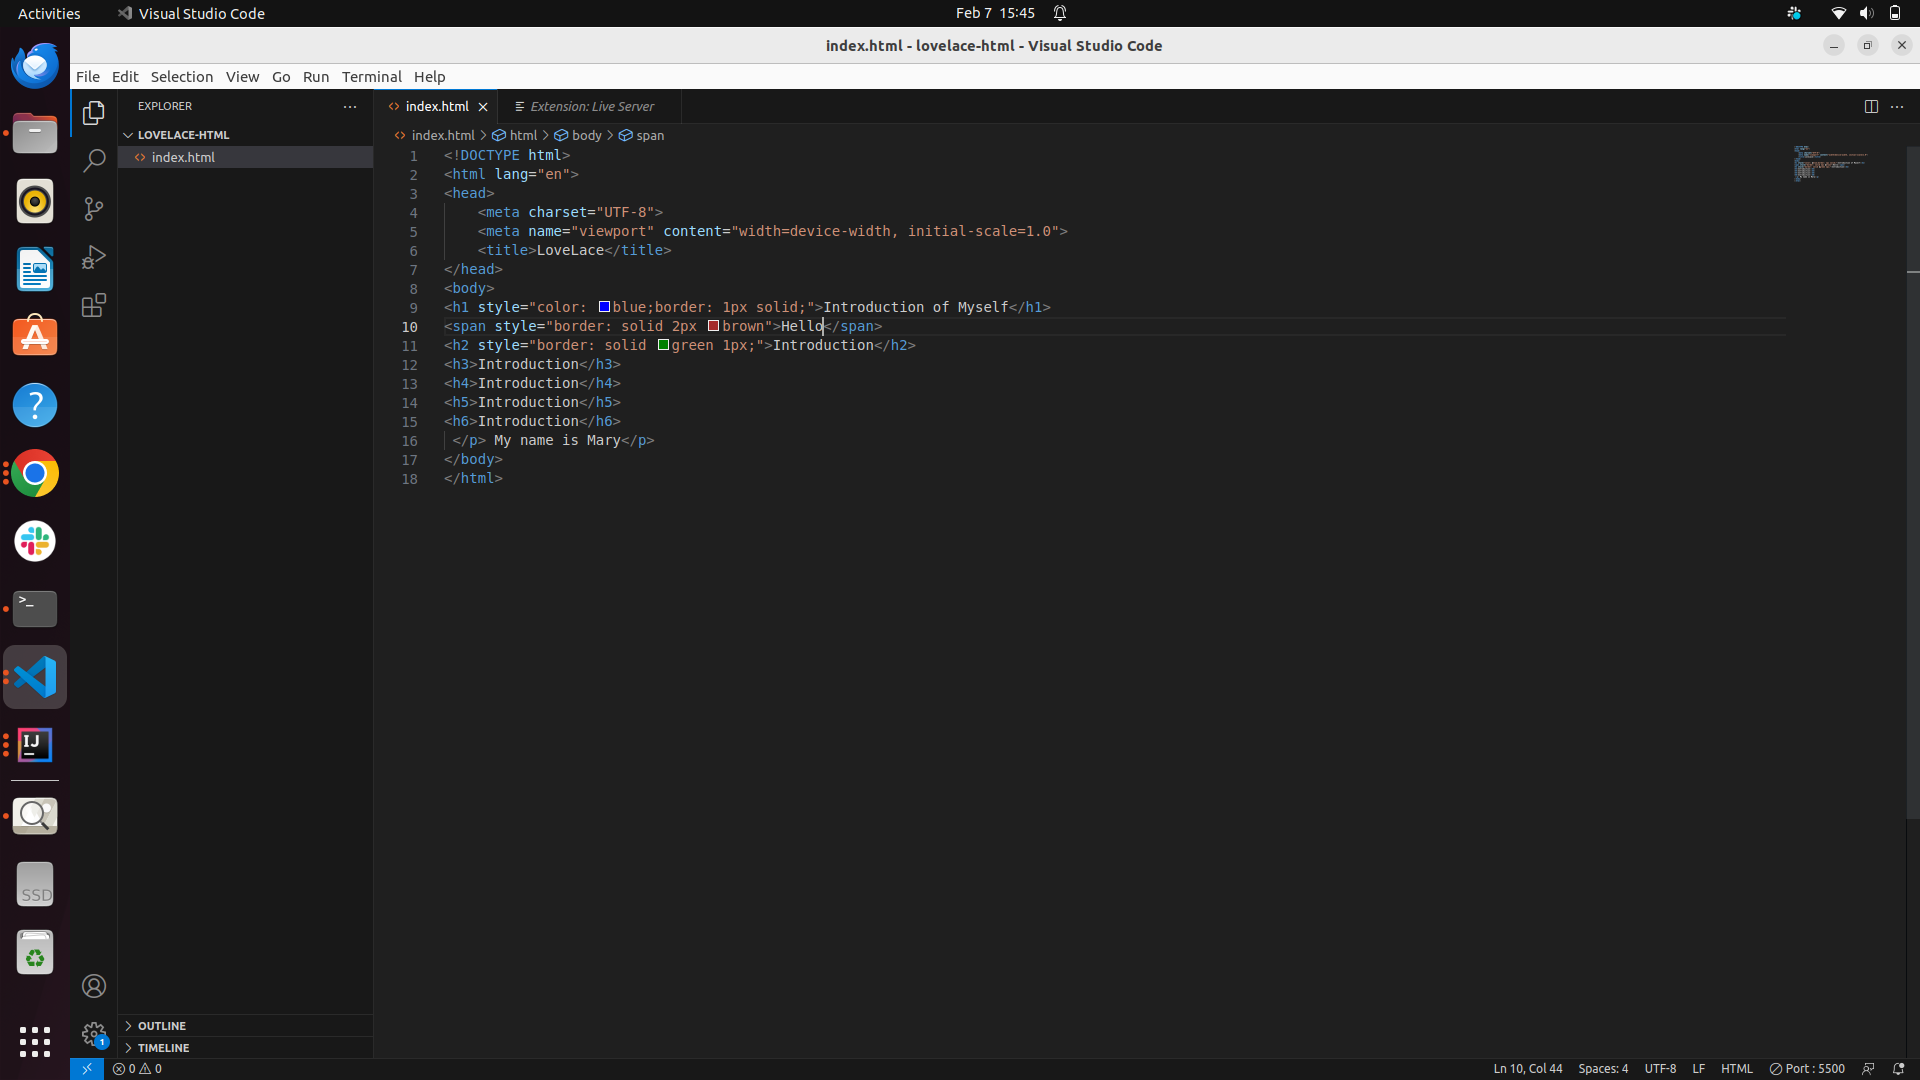 Activities Visual Studio Code Feb 7 15:45
index.html - lovelace-html - Visual Studio Code
File Edit Selection View Go Run Terminal Help
EXPLORER
LOVELACE-HTML
index.html
index.html Extension: Live Server
index.html > html > body > span
1 <!DOCTYPE html>
2 <html lang="en">
3 <head>
4 <meta charset="UTF-8">
5 <meta name="viewport" content="width=device-width, initial-scale=1.0">
6 <title>LoveLace</title>
7 </head>
8 <body>
9 <h1 style="color: blue;border: 1px solid;">Introduction of Myself</h1>
10 <span style="border: solid 2px brown">Hello</span>
11 <h2 style="border: solid green 1px;">Introduction</h2>
12 <h3>Introduction</h3>
13 <h4>Introduction</h4>
14 <h5>Introduction</h5>
15 <h6>Introduction</h6>
16 </p> My name is Mary</p>
17 </body>
18 </html>
>_
IJ
SSD
OUTLINE
1
TIMELINE
0 0 Ln 10, Col 44 Spaces: 4 UTF-8 LF HTML Port : 5500